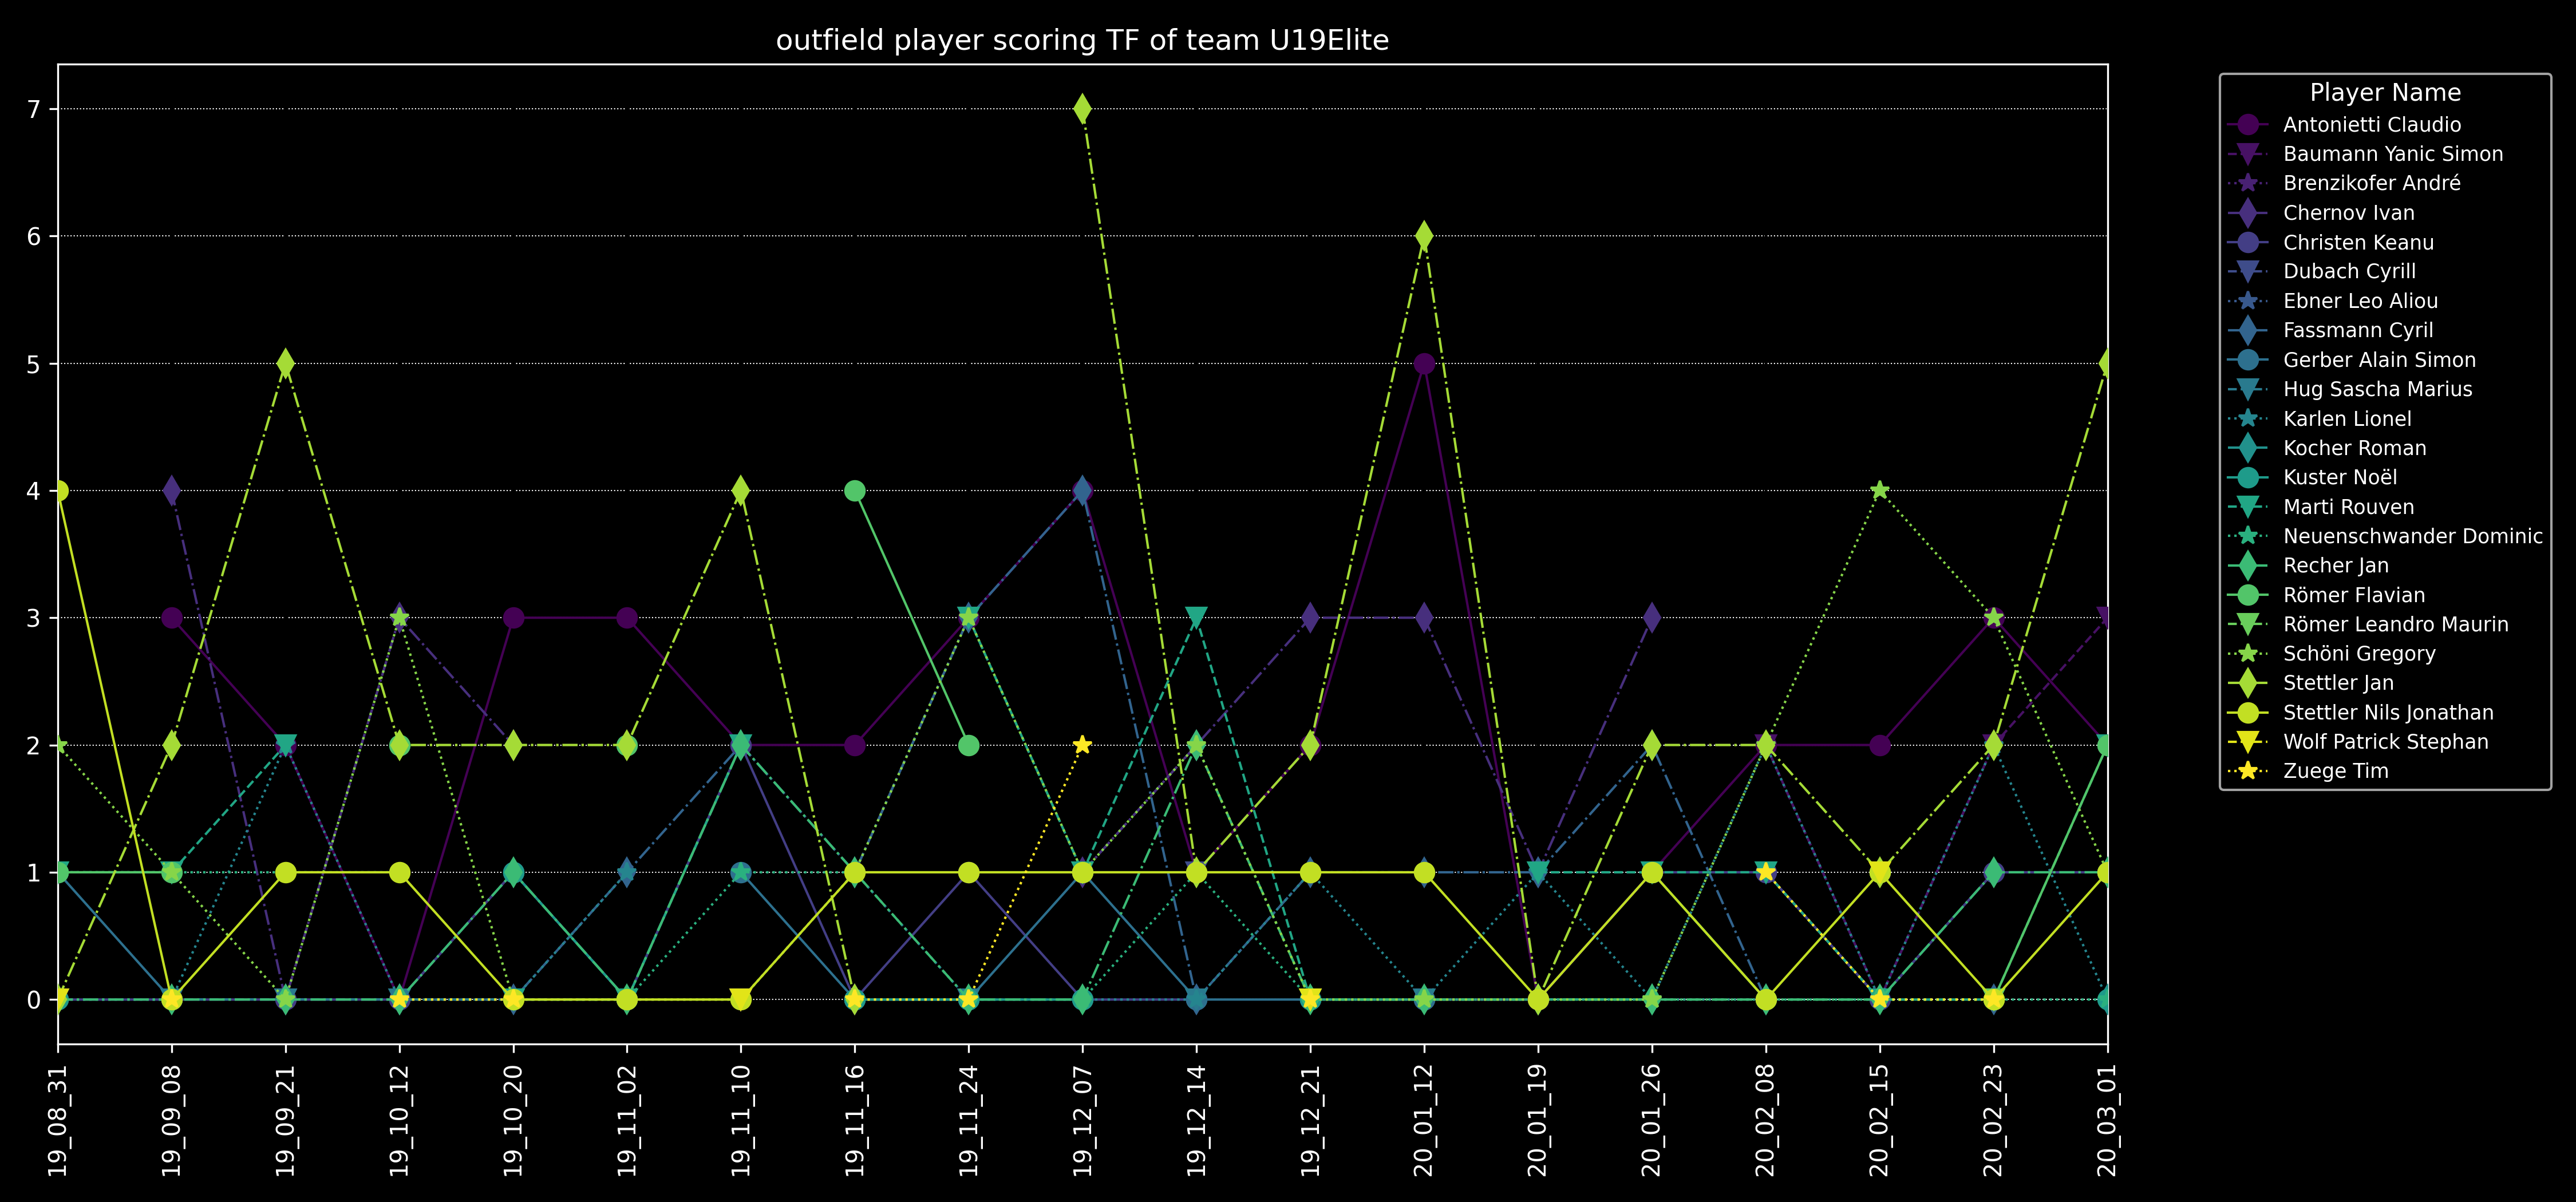 outfield player scoring TF of team U19Elite
7
6
5
4
3
2
1
0
19_08_31
19_09_08
19_09_21
19_10_12
19_10_20
19_11_02
19_11_10
19_11_16
19_11_24
19_12_07
19_12_14
19_12_21
20_01_12
20_01_19
20_01_26
20_02_08
20_02_15
20_02_23
20_03_01
Player Name
Antonietti Claudio
Baumann Yanic Simon
Brenzikofer André
Chernov Ivan
Christen Keanu
Dubach Cyrill
Ebner Leo Aliou
Fassmann Cyril
Gerber Alain Simon
Hug Sascha Marius
Karlen Lionel
Kocher Roman
Kuster Noël
Marti Rouven
Neuenschwander Dominic
Recher Jan
Römer Flavian
Römer Leandro Maurin
Schöni Gregory
Stettler Jan
Stettler Nils Jonathan
Wolf Patrick Stephan
Zuege Tim